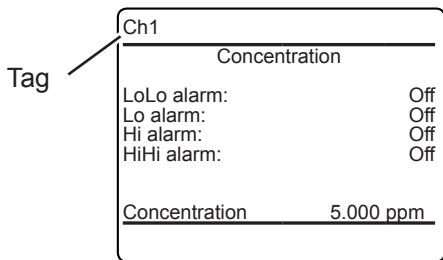 Ch1
Tag
Concentration
LoLo alarm: Off
Lo alarm: Off
Hi alarm: Off
HiHi alarm: Off
Concentration 5.000 ppm